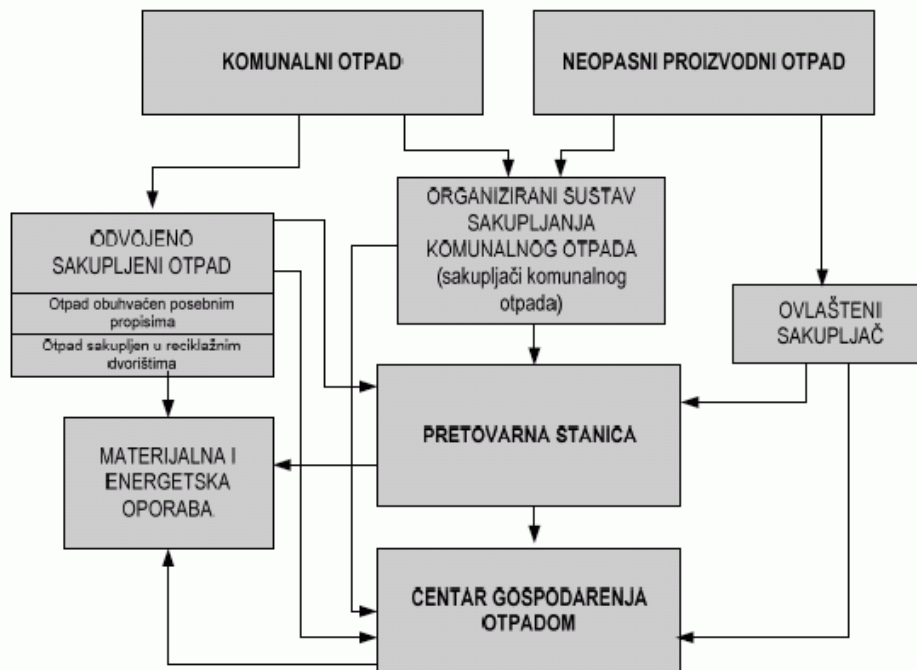 KOMUNALNI OTPAD
NEOPASNI PROIZVODNI OTPAD
ORGANIZIRANI SUSTAV
SAKUPLJANJA
KOMUNALNOG OTPADA
(sakupljači komunalnog
otpada)
ODVOJENO
SAKUPLJENI OTPAD
Otpad obuhvaćen posebnim
propisima
Otpad sakupljen u reciklažnim
dvorištima
OVLAŠTENI
SAKUPLJAČ
PRETOVARNA STANICA
MATERIJALNA I
ENERGETSKA
OPORABA
CENTAR GOSPODARENJA
OTPADOM